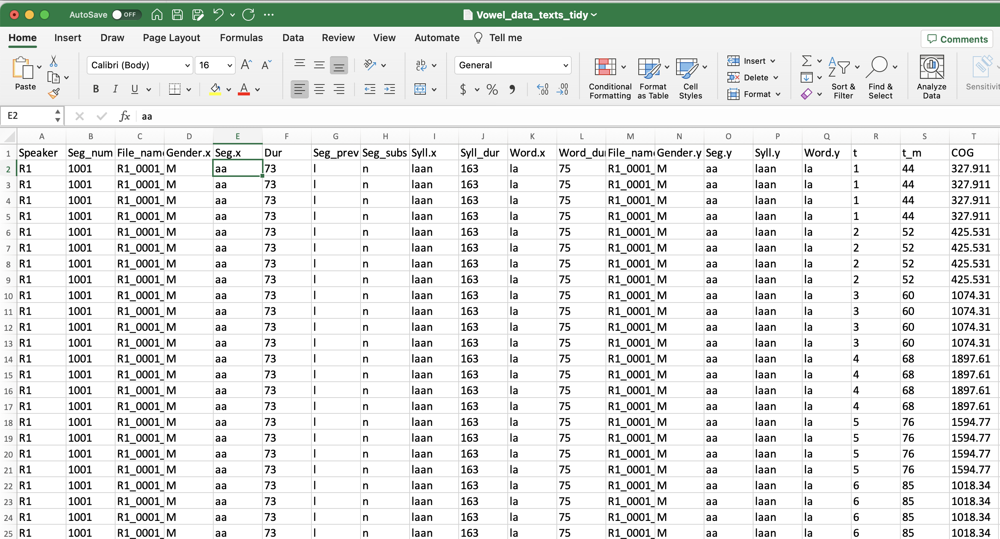 AutoSave OFF Vowel_data_texts_tidy
Home Insert Draw Page Layout Formulas Data Review View Automate Tell me Comments
Paste Calibri (Body) 16 General Conditional Formatting Format as Table Cell Styles Insert Delete Format Sort & Filter Find & Select Analyze Data Sensitivit
E2 fx aa
A B C D E F G H I J K L M N O P Q R S T
1 Speaker Seg_num File_nam Gender.x Seg.x Dur Seg_prev Seg_subs Syll.x Syll_dur Word.x Word_du File_nam Gender.y Seg.y Syll.y Word.y t t_m COG
2 R1 1001 R1_0001_ M aa 73 l n laan 163 la 75 R1_0001_ M aa laan la 1 44 327.911
3 R1 1001 R1_0001_ M aa 73 l n laan 163 la 75 R1_0001_ M aa laan la 1 44 327.911
4 R1 1001 R1_0001_ M aa 73 l n laan 163 la 75 R1_0001_ M aa laan la 1 44 327.911
5 R1 1001 R1_0001_ M aa 73 l n laan 163 la 75 R1_0001_ M aa laan la 1 44 327.911
6 R1 1001 R1_0001_ M aa 73 l n laan 163 la 75 R1_0001_ M aa laan la 2 52 425.531
7 R1 1001 R1_0001_ M aa 73 l n laan 163 la 75 R1_0001_ M aa laan la 2 52 425.531
8 R1 1001 R1_0001_ M aa 73 l n laan 163 la 75 R1_0001_ M aa laan la 2 52 425.531
9 R1 1001 R1_0001_ M aa 73 l n laan 163 la 75 R1_0001_ M aa laan la 2 52 425.531
10 R1 1001 R1_0001_ M aa 73 l n laan 163 la 75 R1_0001_ M aa laan la 3 60 1074.31
11 R1 1001 R1_0001_ M aa 73 l n laan 163 la 75 R1_0001_ M aa laan la 3 60 1074.31
12 R1 1001 R1_0001_ M aa 73 l n laan 163 la 75 R1_0001_ M aa laan la 3 60 1074.31
13 R1 1001 R1_0001_ M aa 73 l n laan 163 la 75 R1_0001_ M aa laan la 3 60 1074.31
14 R1 1001 R1_0001_ M aa 73 l n laan 163 la 75 R1_0001_ M aa laan la 4 68 1897.61
15 R1 1001 R1_0001_ M aa 73 l n laan 163 la 75 R1_0001_ M aa laan la 4 68 1897.61
16 R1 1001 R1_0001_ M aa 73 l n laan 163 la 75 R1_0001_ M aa laan la 4 68 1897.61
17 R1 1001 R1_0001_ M aa 73 l n laan 163 la 75 R1_0001_ M aa laan la 4 68 1897.61
18 R1 1001 R1_0001_ M aa 73 l n laan 163 la 75 R1_0001_ M aa laan la 5 76 1594.77
19 R1 1001 R1_0001_ M aa 73 l n laan 163 la 75 R1_0001_ M aa laan la 5 76 1594.77
20 R1 1001 R1_0001_ M aa 73 l n laan 163 la 75 R1_0001_ M aa laan la 5 76 1594.77
21 R1 1001 R1_0001_ M aa 73 l n laan 163 la 75 R1_0001_ M aa laan la 5 76 1594.77
22 R1 1001 R1_0001_ M aa 73 l n laan 163 la 75 R1_0001_ M aa laan la 6 85 1018.34
23 R1 1001 R1_0001_ M aa 73 l n laan 163 la 75 R1_0001_ M aa laan la 6 85 1018.34
24 R1 1001 R1_0001_ M aa 73 l n laan 163 la 75 R1_0001_ M aa laan la 6 85 1018.34
25 R1 1001 R1_0001_ M aa 73 l n laan 163 la 75 R1_0001_ M aa laan la 6 85 1018.34